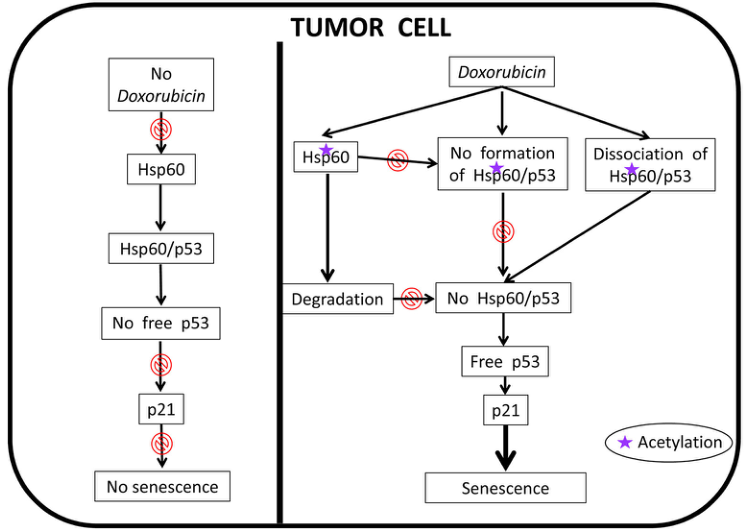 TUMOR CELL
No
Doxorubicin
Hsp60
Hsp60/p53
No free p53
p21
No senescence
Doxorubicin
Hsp60
No formation
of Hsp60/p53
Dissociation of
Hsp60/p53
Degradation
No Hsp60/p53
Free p53
p21
Senescence
Acetylation